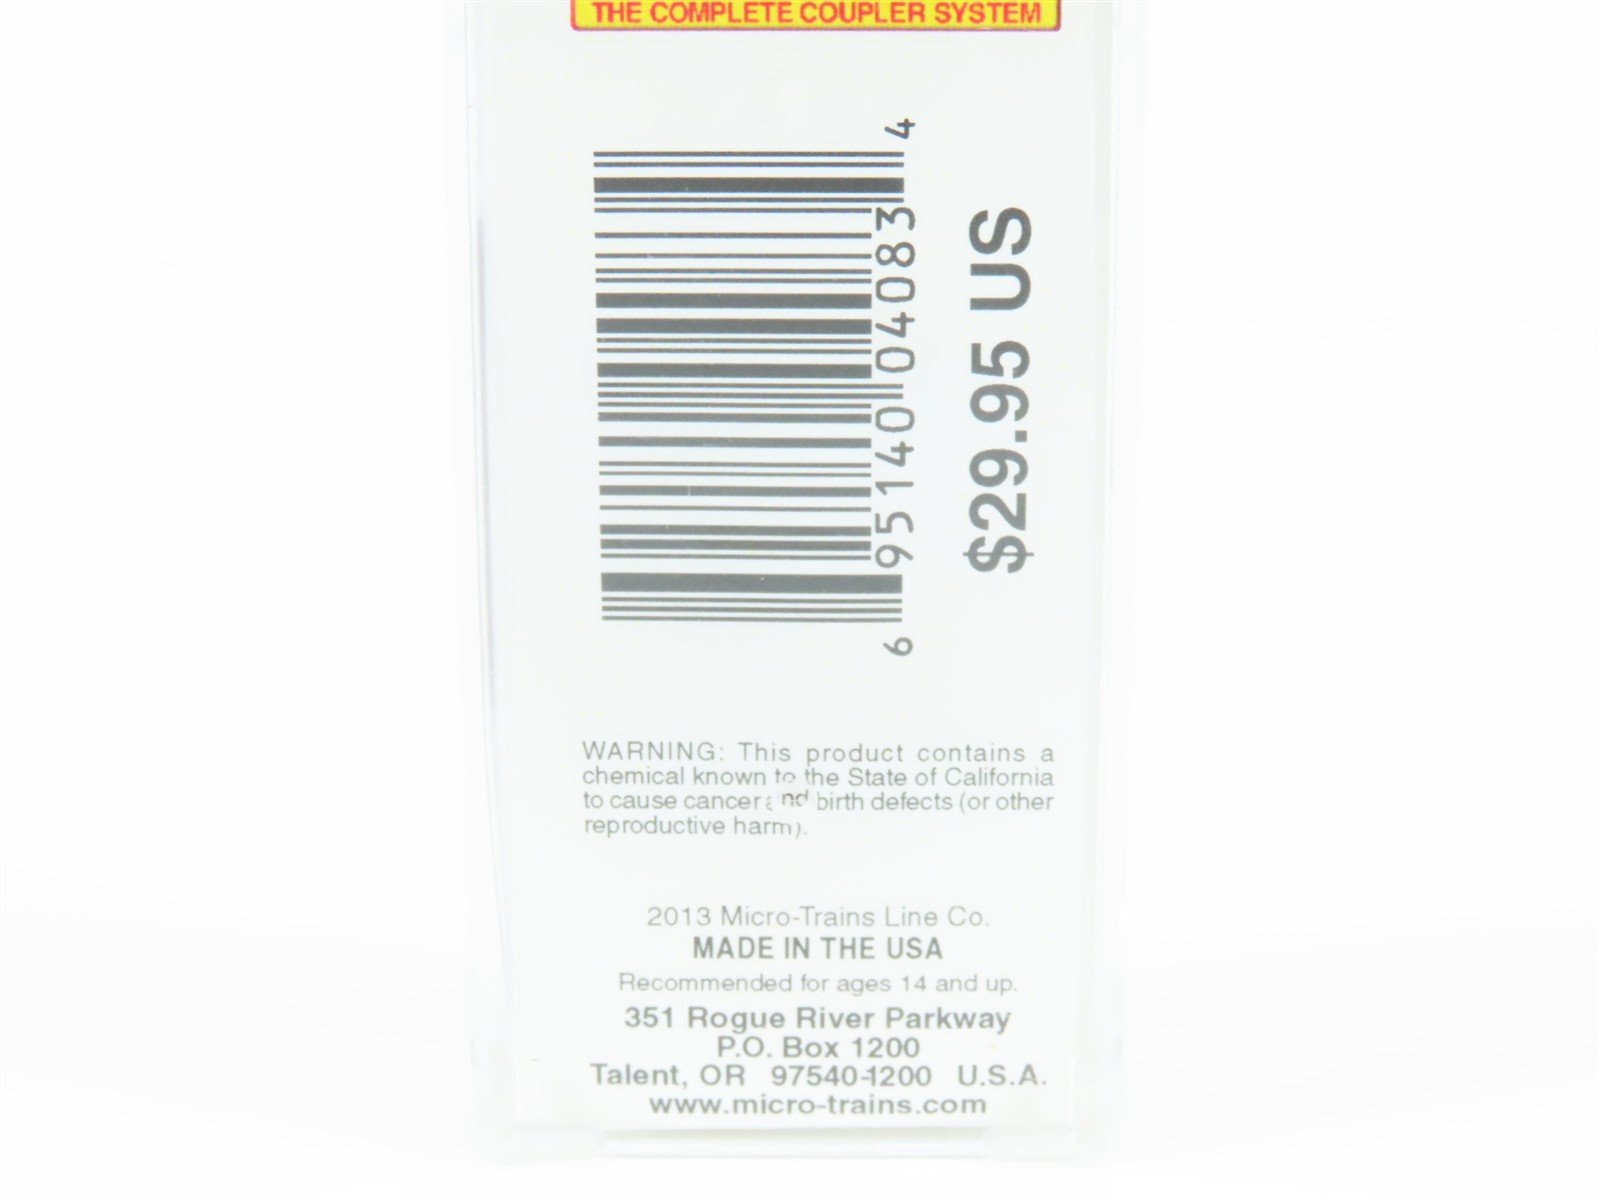 THE COMPLETE COUPLER SYSTEM
6 95140 04083 4
$29.95 US
WARNING: This product contains a
chemical known to the State of California
to cause cancer and birth defects (or other
reproductive harm).
2013 Micro-Trains Line Co.
MADE IN THE USA
Recommended for ages 14 and up.
351 Rogue River Parkway
P.O. Box 1200
Talent, OR 97540-1200 U.S.A.
www.micro-trains.com